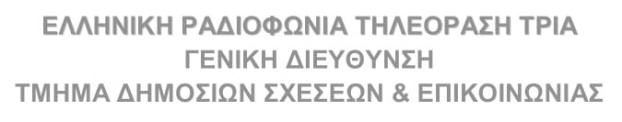 ΕΛΛΗΝΙΚΗ ΡΑΔΙΟΦΩΝΙΑ ΤΗΛΕΟΡΑΣΗ ΤΡΙΑ
ΓΕΝΙΚΗ ΔΙΕΥΘΥΝΣΗ
ΤΜΗΜΑ ΔΗΜΟΣΙΩΝ ΣΧΕΣΕΩΝ & ΕΠΙΚΟΙΝΩΝΙΑΣ